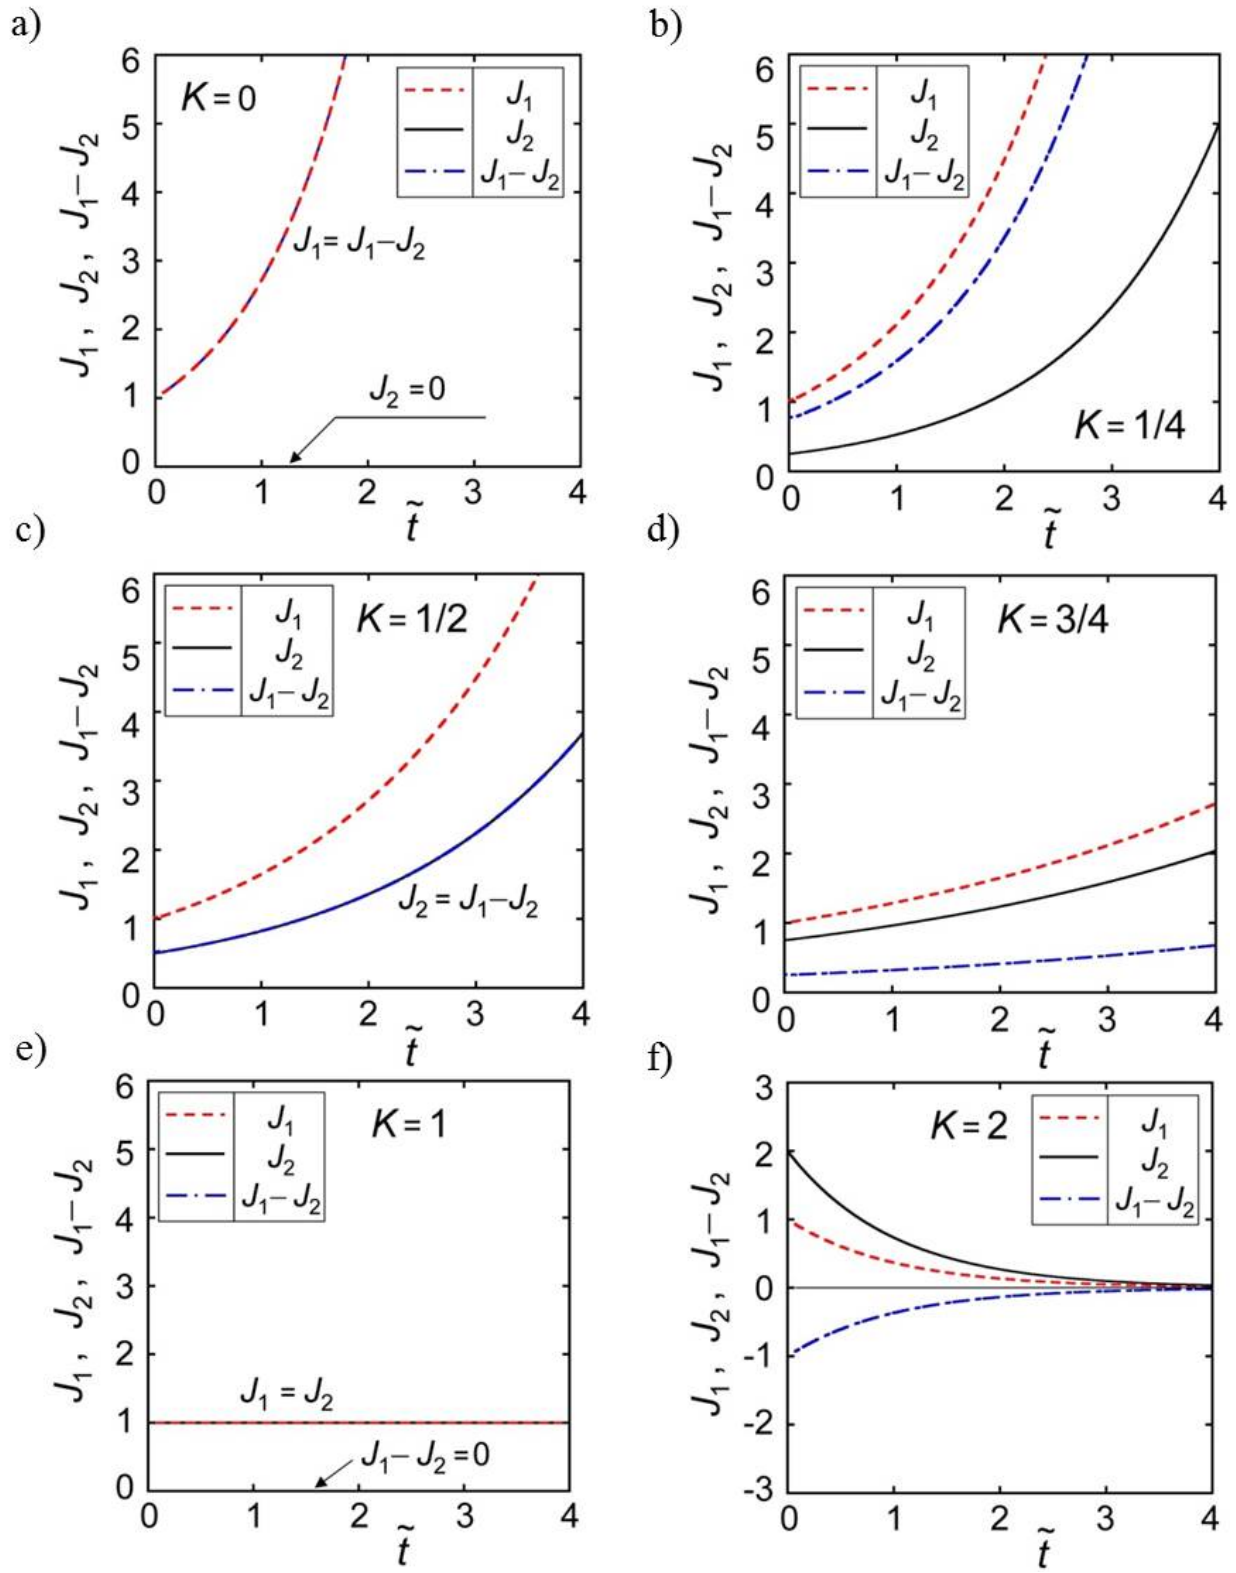 a)
K = 0
J₁
J₂
J₁− J₂
J₁= J₁− J₂
J₂ = 0
J₁ , J₂ , J₁− J₂
6
5
4
3
2
1
0
0 1 2 3 4
t̃
b)
J₁
J₂
J₁− J₂
K = 1/4
J₁ , J₂ , J₁− J₂
6
5
4
3
2
1
0
0 1 2 3 4
t̃
c)
J₁
J₂
J₁− J₂
K = 1/2
J₂ = J₁− J₂
J₁ , J₂ , J₁− J₂
6
5
4
3
2
1
0
0 1 2 3 4
t̃
d)
J₁
J₂
J₁− J₂
K = 3/4
J₁ , J₂ , J₁− J₂
6
5
4
3
2
1
0
0 1 2 3 4
t̃
e)
J₁
J₂
J₁− J₂
K = 1
J₁ = J₂
J₁− J₂ = 0
J₁ , J₂ , J₁− J₂
6
5
4
3
2
1
0
0 1 2 3 4
t̃
f)
K = 2
J₁
J₂
J₁− J₂
J₁ , J₂ , J₁− J₂
3
2
1
0
-1
-2
-3
0 1 2 3 4
t̃